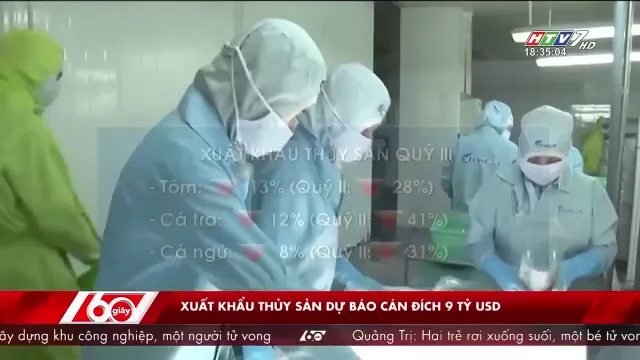 HTV7 HD
18:35:04
XUẤT KHẨU THỦY SẢN QUÝ III
- Tôm: 13% (Quý II: 28%)
- Cá tra: 12% (Quý II: 41%)
- Cá ngừ: 8% (Quý II: 31%)
60 giây
XUẤT KHẨU THỦY SẢN DỰ BÁO CÁN ĐÍCH 9 TỶ USD
ây dựng khu công nghiệp, một người tử vong 60 Quảng Trị: Hai trẻ rơi xuống suối, một bé tử vo